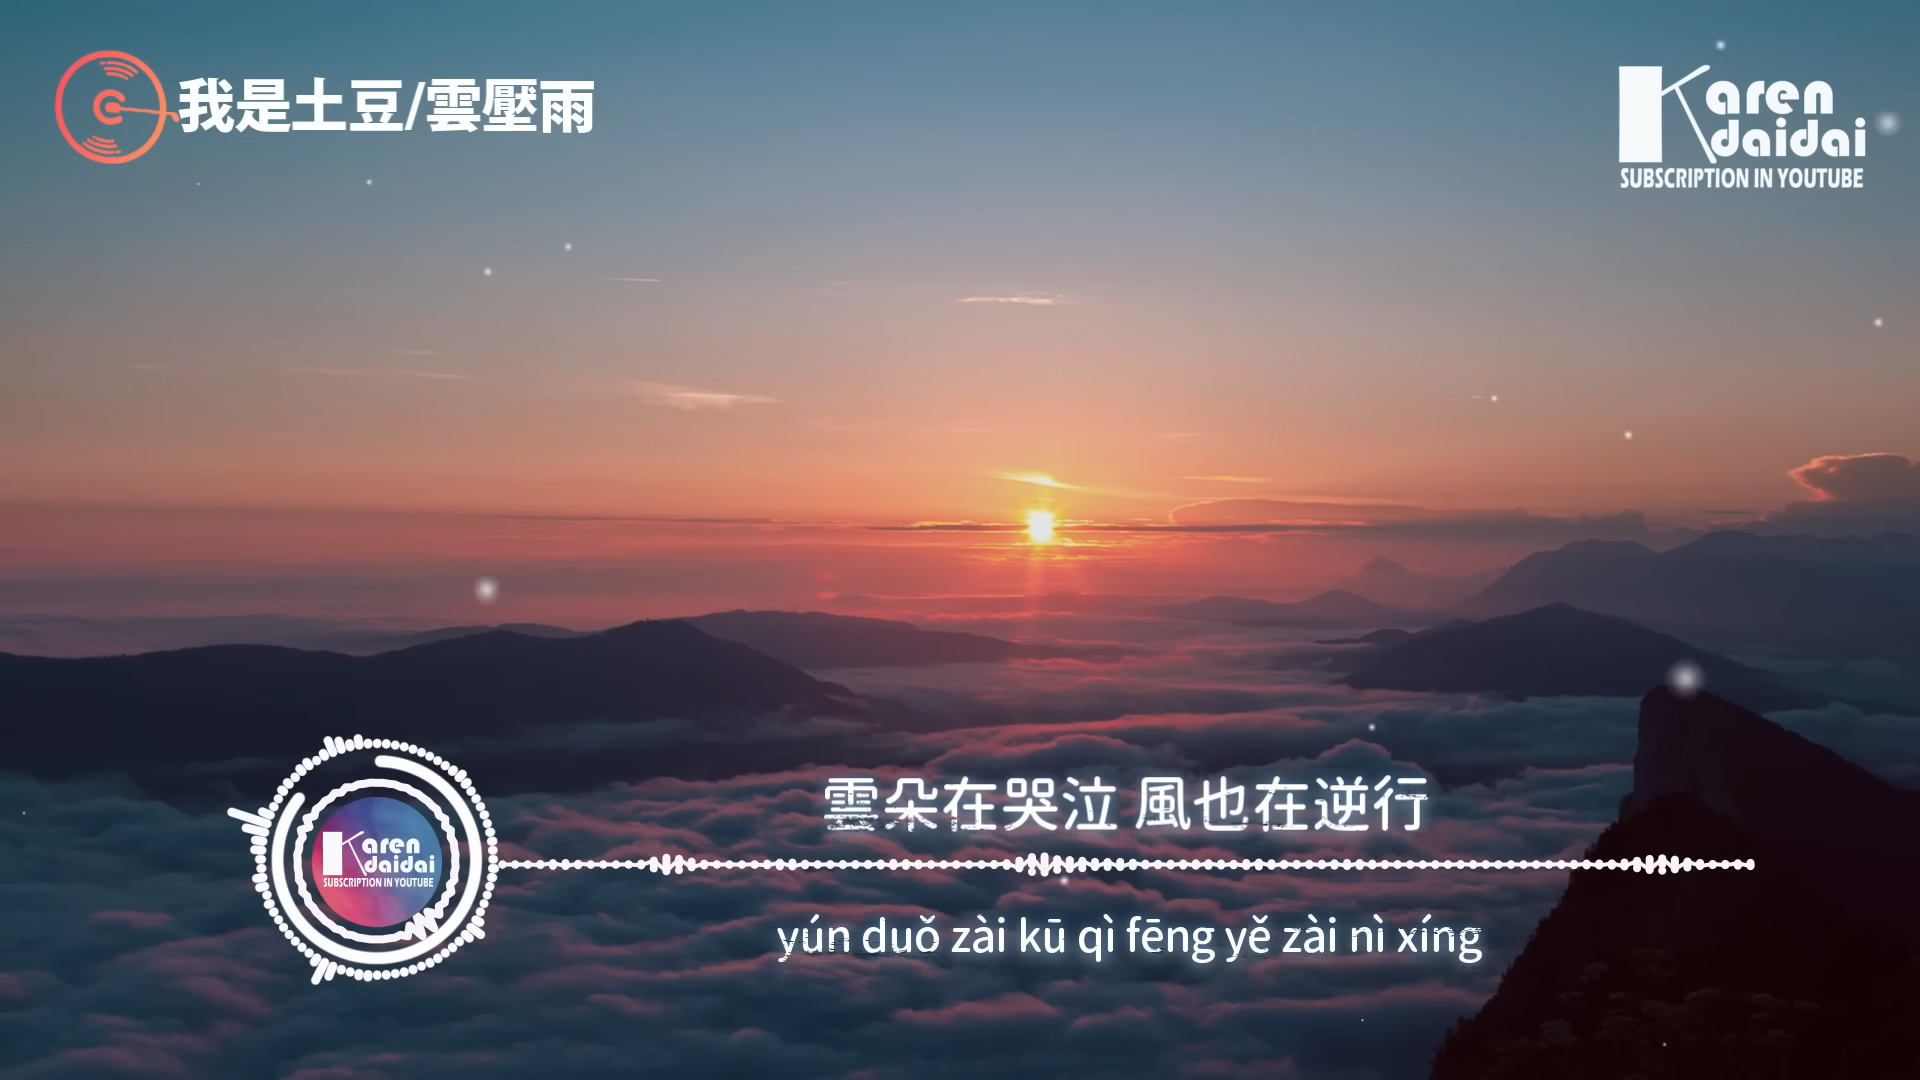 我是土豆/雲壓雨
Karen
daidai
SUBSCRIPTION IN YOUTUBE
雲朵在哭泣 風也在逆行
Karen
daidai
SUBSCRIPTION IN YOUTUBE
yún duǒ zài kū qì fēng yě zài nì xíng